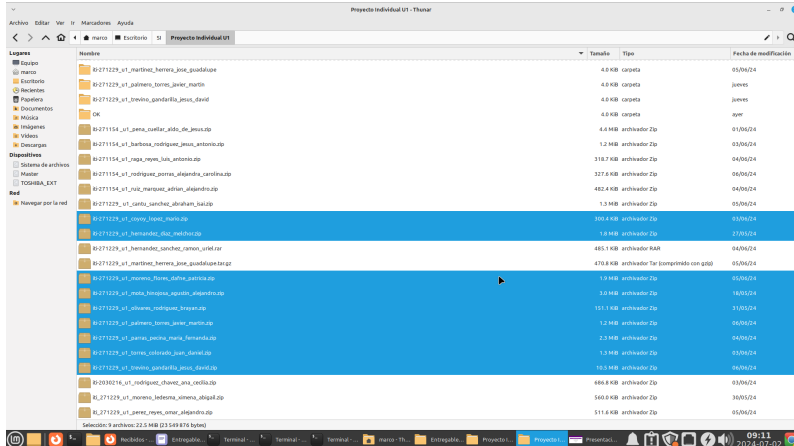 Proyecto Individual U1 - Thunar
Archivo Editar Ver Ir Marcadores Ayuda
marco Escritorio SI Proyecto Individual U1
Lugares
Equipo
marco
Escritorio
Recientes
Papelera
Documentos
Música
Imágenes
Vídeos
Descargas
Dispositivos
Sistema de archivos
Master
TOSHIBA_EXT
Red
Navegar por la red
Nombre Tamaño Tipo Fecha de modificación
iti-271229_u1_martinez_herrera_jose_guadalupe 4.0 KiB carpeta 05/06/24
iti-271229_u1_palmero_torres_javier_martin 4.0 KiB carpeta jueves
iti-271229_u1_trevino_gandarilla_jesus_david 4.0 KiB carpeta jueves
OK 4.0 KiB carpeta ayer
iti-271154_u1_pena_cuellar_aldo_de_jesus.zip 4.4 MiB archivador Zip 01/06/24
iti-271154_u1_barbosa_rodriguez_jesus_antonio.zip 1.2 MiB archivador Zip 03/06/24
iti-271154_u1_raga_reyes_luis_antonio.zip 318.7 KiB archivador Zip 04/06/24
iti-271154_u1_rodriguez_porras_alejandra_carolina.zip 327.6 KiB archivador Zip 06/06/24
iti-271154_u1_ruiz_marquez_adrian_alejandro.zip 482.4 KiB archivador Zip 04/06/24
iti-271229_u1_cantu_sanchez_abraham_isai.zip 1.3 MiB archivador Zip 05/06/24
iti-271229_u1_coyoy_lopez_mario.zip 300.4 KiB archivador Zip 03/06/24
iti-271229_u1_hernandez_diaz_melchor.zip 1.8 MiB archivador Zip 27/05/24
iti-271229_u1_hernandez_sanchez_ramon_uriel.rar 485.1 KiB archivador RAR 04/06/24
iti-271229_u1_martinez_herrera_jose_guadalupe.tar.gz 470.8 KiB archivador Tar (comprimido con gzip) 05/06/24
iti-271229_u1_moreno_flores_dafne_patricia.zip 1.9 MiB archivador Zip 05/06/24
iti-271229_u1_mota_hinojosa_agustin_alejandro.zip 3.0 MiB archivador Zip 18/05/24
iti-271229_u1_olivares_rodriguez_brayan.zip 151.1 KiB archivador Zip 31/05/24
iti-271229_u1_palmero_torres_javier_martin.zip 1.2 MiB archivador Zip 06/06/24
iti-271229_u1_parras_pecina_maria_fernanda.zip 2.3 MiB archivador Zip 04/06/24
iti-271229_u1_torres_colorado_juan_daniel.zip 1.3 MiB archivador Zip 03/06/24
iti-271229_u1_trevino_gandarilla_jesus_david.zip 10.5 MiB archivador Zip 06/06/24
iti-2030216_u1_rodriguez_chavez_ana_cecilia.zip 686.8 KiB archivador Zip 03/06/24
iti_271229_u1_moreno_ledesma_ximena_abigail.zip 560.0 KiB archivador Zip 30/05/24
iti_271229_u1_perez_reyes_omar_alejandro.zip 511.6 KiB archivador Zip 05/06/24
Selección: 9 archivos: 22.5 MiB (23 549 876 bytes)
Recibidos -... Entregable... Terminal -... Terminal -... Terminal -... marco - Th... Entregable... Proyecto I... Proyecto I... Presentaci... 09:11
2024-07-02